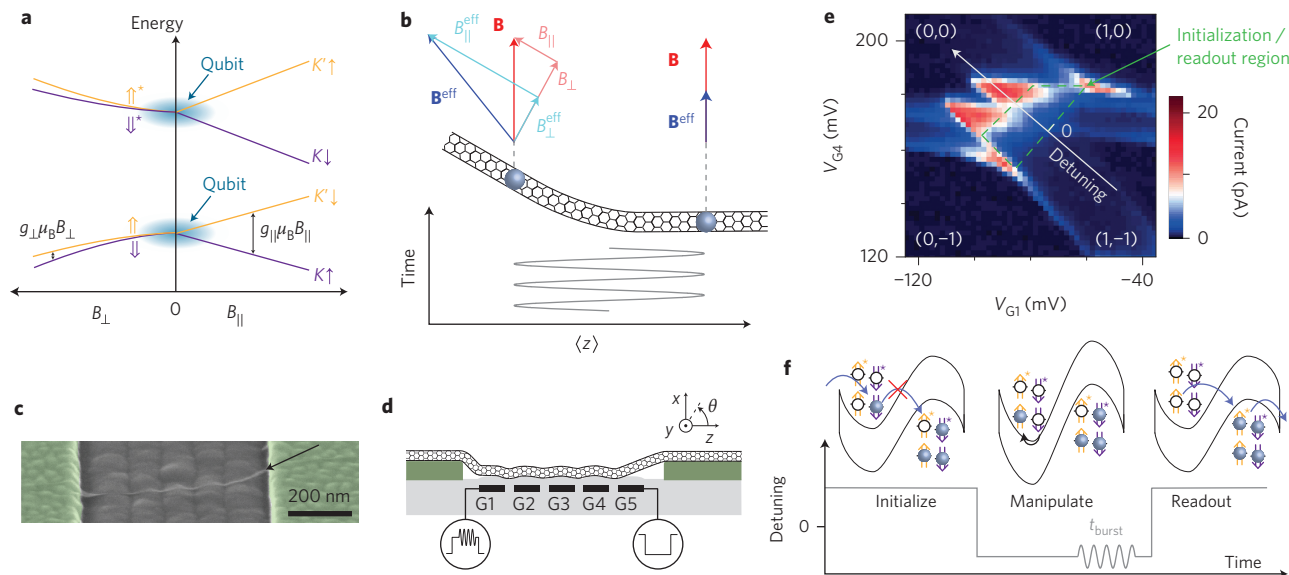 a
Energy
Qubit
K′↑
⇑*
⇓*
K↓
Qubit
K′↓
g⊥μBB⊥
⇑
⇓
g||μBB||
K↑
B⊥
0
B||
b
B
B||eff
B||
B⊥
Beff
B⊥eff
B
Beff
Time
⟨z⟩
c
200 nm
d
x
θ
y
z
G1
G2
G3
G4
G5
e
200
(0,0)
(1,0)
Initialization /
readout region
VG4 (mV)
0
Detuning
20
Current (pA)
0
(0,−1)
(1,−1)
120
−120
−40
VG1 (mV)
f
Initialize
Manipulate
Readout
Detuning
0
tburst
Time